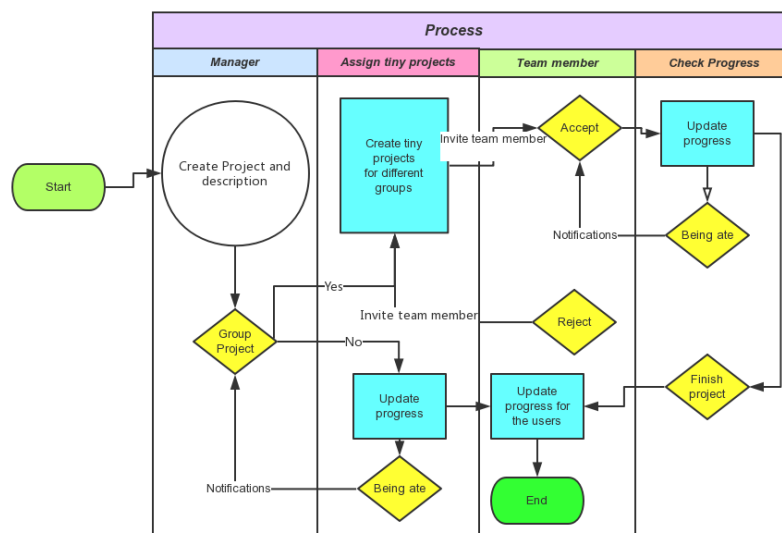 Process
Manager
Assign tiny projects
Team member
Check Progress
Start
Create Project and
description
Create tiny
projects
for different
groups
Invite team member
Accept
Update
progress
Notifications
Being ate
Yes
Invite team member
Reject
Group
Project
No
Update
progress
Update
progress for
the users
Finish
project
Notifications
Being ate
End